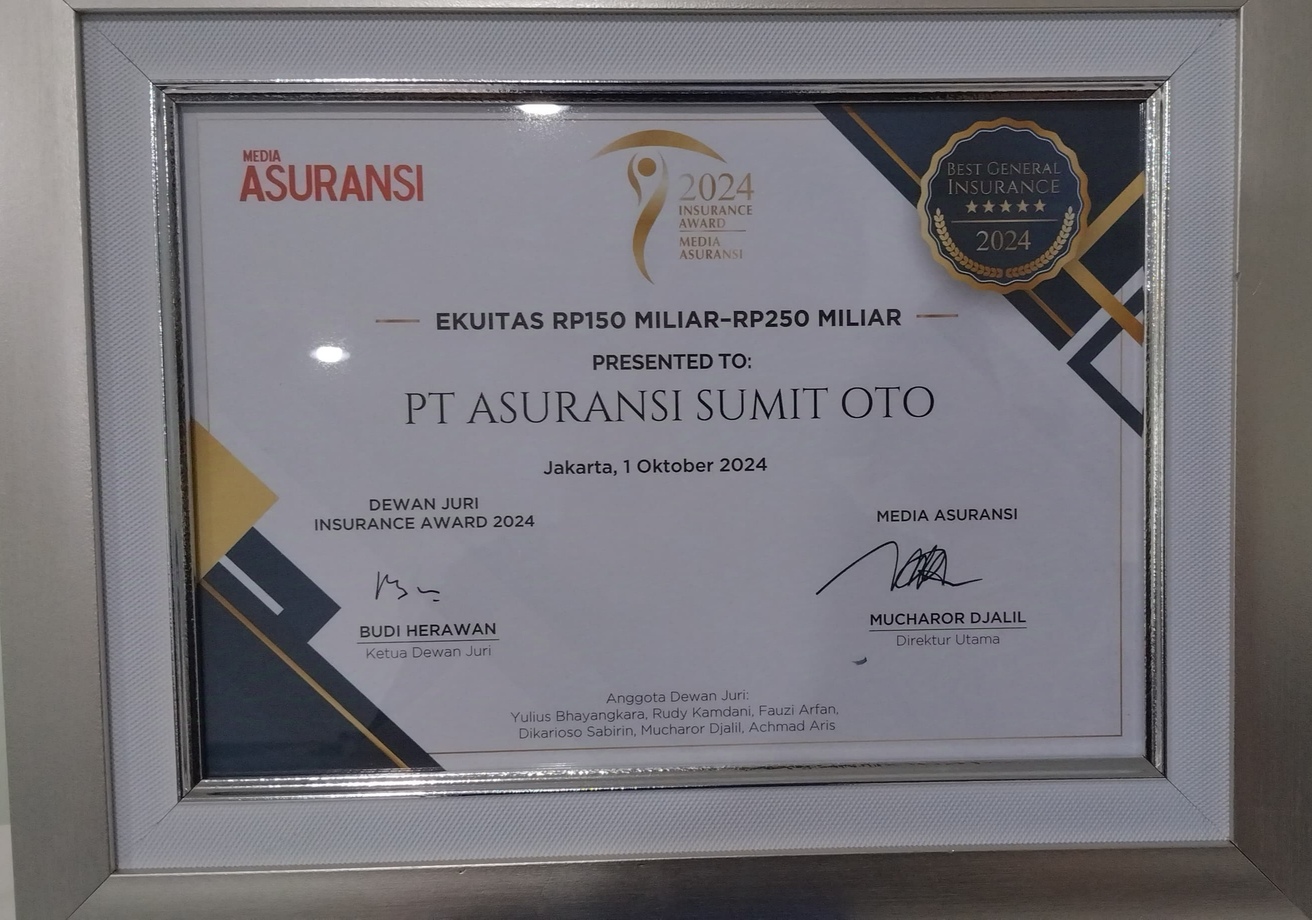 MEDIA
ASURANSI
2024
INSURANCE
AWARD
MEDIA
ASURANSI
BEST GENERAL
INSURANCE
2024
EKUITAS RP150 MILIAR–RP250 MILIAR
PRESENTED TO:
PT ASURANSI SUMIT OTO
Jakarta, 1 Oktober 2024
DEWAN JURI
INSURANCE AWARD 2024
BUDI HERAWAN
Ketua Dewan Juri
MEDIA ASURANSI
MUCHAROR DJALIL
Direktur Utama
Anggota Dewan Juri:
Yulius Bhayangkara, Rudy Kamdani, Fauzi Arfan,
Dikarioso Sabirin, Mucharor Djalil, Achmad Aris